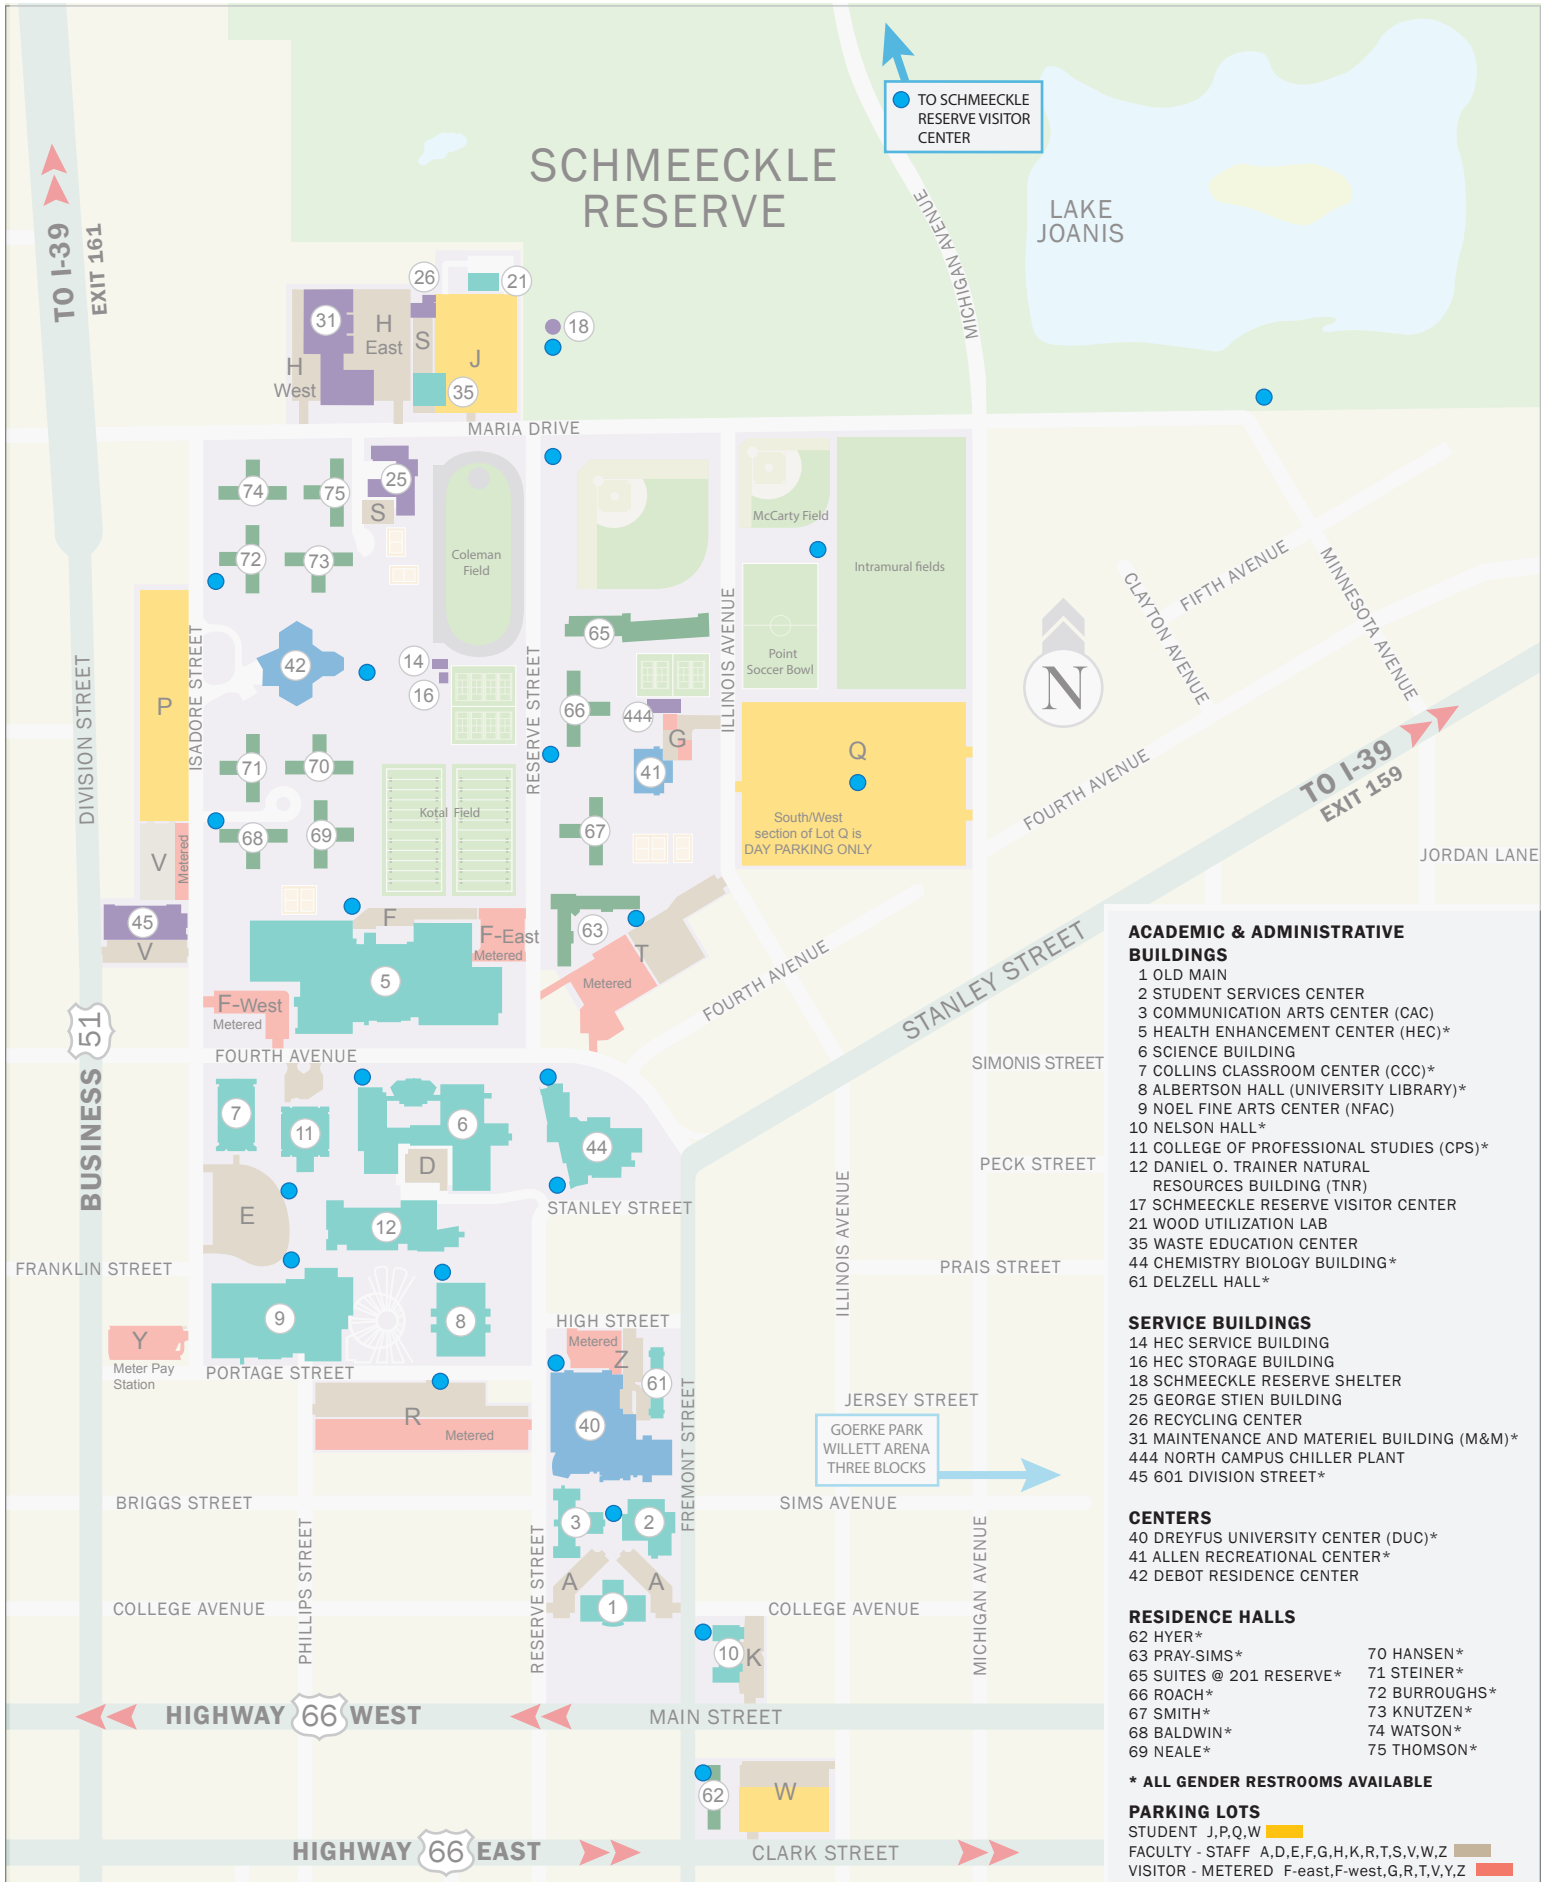 TO SCHMEECKLE
RESERVE VISITOR
CENTER
SCHMEECKLE
RESERVE
LAKE
JOANIS
MICHIGAN AVENUE
TO I-39
EXIT 161
26
21
31
H
East
S
18
J
H
West
35
MARIA DRIVE
74
75
25
S
McCarty Field
72
73
Coleman
Field
Intramural fields
FIFTH AVENUE
CLAYTON AVENUE
MINNESOTA AVENUE
DIVISION STREET
ISADORE STREET
RESERVE STREET
ILLINOIS AVENUE
65
42
14
16
Point
Soccer Bowl
N
P
66
444
G
Q
71
70
41
TO I-39
EXIT 159
FOURTH AVENUE
Kotal Field
South/West
section of Lot Q is
DAY PARKING ONLY
68
69
67
V
Metered
JORDAN LANE
45
V
F
F-East
Metered
63
T
Metered
5
FOURTH AVENUE
STANLEY STREET
F-West
Metered
BUSINESS 51
FOURTH AVENUE
SIMONIS STREET
7
11
6
44
D
PECK STREET
E
12
STANLEY STREET
ILLINOIS AVENUE
FRANKLIN STREET
PRAIS STREET
9
8
HIGH STREET
Y
Metered
Z
Meter Pay
Station
PORTAGE STREET
61
R
Metered
40
FREMONT STREET
JERSEY STREET
GOERKE PARK
WILLETT ARENA
THREE BLOCKS
BRIGGS STREET
SIMS AVENUE
3
2
PHILLIPS STREET
RESERVE STREET
MICHIGAN AVENUE
A
A
1
COLLEGE AVENUE
COLLEGE AVENUE
10
K
HIGHWAY 66 WEST
MAIN STREET
62
W
HIGHWAY 66 EAST
CLARK STREET
ACADEMIC & ADMINISTRATIVE
BUILDINGS
1 OLD MAIN
2 STUDENT SERVICES CENTER
3 COMMUNICATION ARTS CENTER (CAC)
5 HEALTH ENHANCEMENT CENTER (HEC)*
6 SCIENCE BUILDING
7 COLLINS CLASSROOM CENTER (CCC)*
8 ALBERTSON HALL (UNIVERSITY LIBRARY)*
9 NOEL FINE ARTS CENTER (NFAC)
10 NELSON HALL*
11 COLLEGE OF PROFESSIONAL STUDIES (CPS)*
12 DANIEL O. TRAINER NATURAL
RESOURCES BUILDING (TNR)
17 SCHMEECKLE RESERVE VISITOR CENTER
21 WOOD UTILIZATION LAB
35 WASTE EDUCATION CENTER
44 CHEMISTRY BIOLOGY BUILDING*
61 DELZELL HALL*
SERVICE BUILDINGS
14 HEC SERVICE BUILDING
16 HEC STORAGE BUILDING
18 SCHMEECKLE RESERVE SHELTER
25 GEORGE STIEN BUILDING
26 RECYCLING CENTER
31 MAINTENANCE AND MATERIEL BUILDING (M&M)*
444 NORTH CAMPUS CHILLER PLANT
45 601 DIVISION STREET*
CENTERS
40 DREYFUS UNIVERSITY CENTER (DUC)*
41 ALLEN RECREATIONAL CENTER*
42 DEBOT RESIDENCE CENTER
RESIDENCE HALLS
62 HYER*
63 PRAY-SIMS*
65 SUITES @ 201 RESERVE*
66 ROACH*
67 SMITH*
68 BALDWIN*
69 NEALE*
70 HANSEN*
71 STEINER*
72 BURROUGHS*
73 KNUTZEN*
74 WATSON*
75 THOMSON*
* ALL GENDER RESTROOMS AVAILABLE
PARKING LOTS
STUDENT J,P,Q,W
FACULTY - STAFF A,D,E,F,G,H,K,R,T,S,V,W,Z
VISITOR - METERED F-east,F-west,G,R,T,V,Y,Z